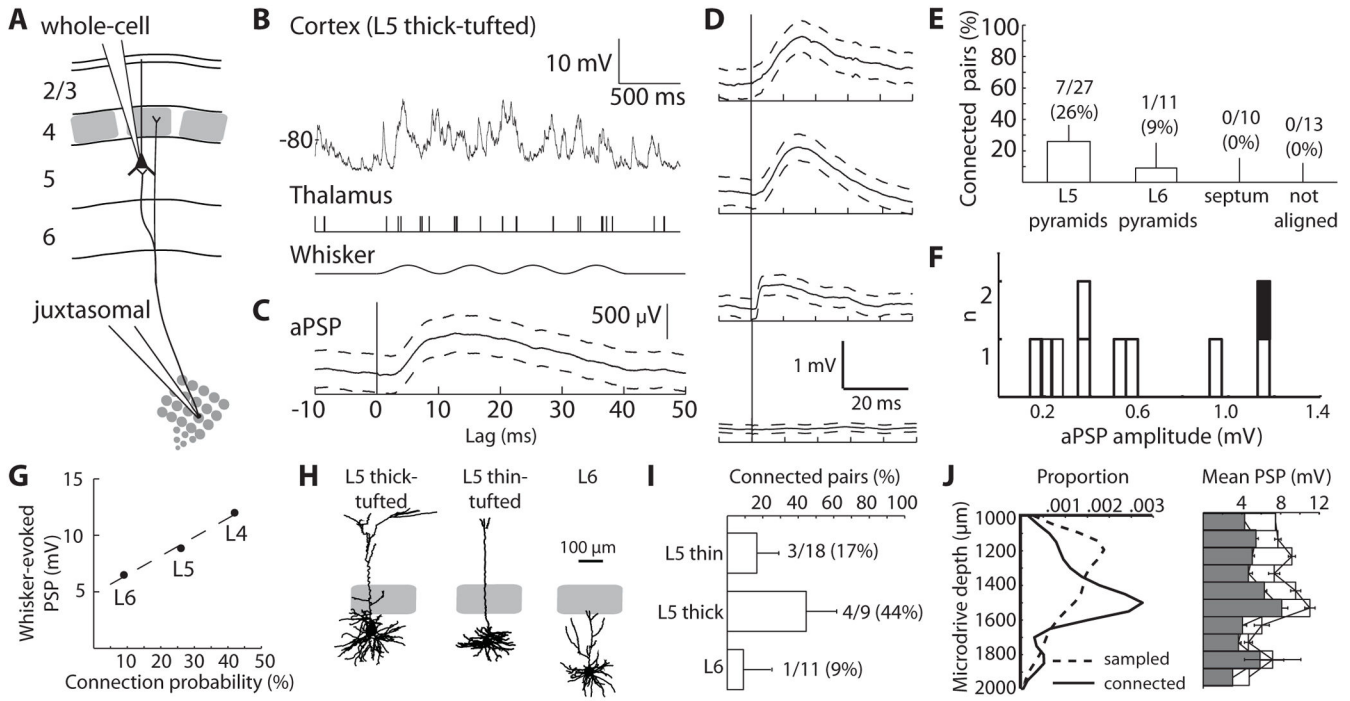 A
whole-cell
2/3
4
5
6
juxtasomal
B
Cortex (L5 thick-tufted)
10 mV
500 ms
-80
Thalamus
Whisker
C
aPSP
500 µV
-10 0 10 20 30 40 50
Lag (ms)
D
1 mV
20 ms
E
Connected pairs (%)
100
80
60
40
20
7/27
(26%)
1/11
(9%)
0/10
(0%)
0/13
(0%)
L5
pyramids
L6
pyramids
septum
not
aligned
F
n
2
1
0.2 0.6 1.0 1.4
aPSP amplitude (mV)
G
Whisker-evoked
PSP (mV)
15
10
5
L6
L5
L4
10 20 30 40 50
Connection probability (%)
H
L5 thick-
tufted
L5 thin-
tufted
L6
100 µm
I
Connected pairs (%)
20 40 60 80 100
L5 thin
3/18 (17%)
L5 thick
4/9 (44%)
L6
1/11 (9%)
J
Proportion
.001 .002 .003
Microdrive depth (µm)
1000
1200
1400
1600
1800
2000
sampled
connected
Mean PSP (mV)
4 8 12